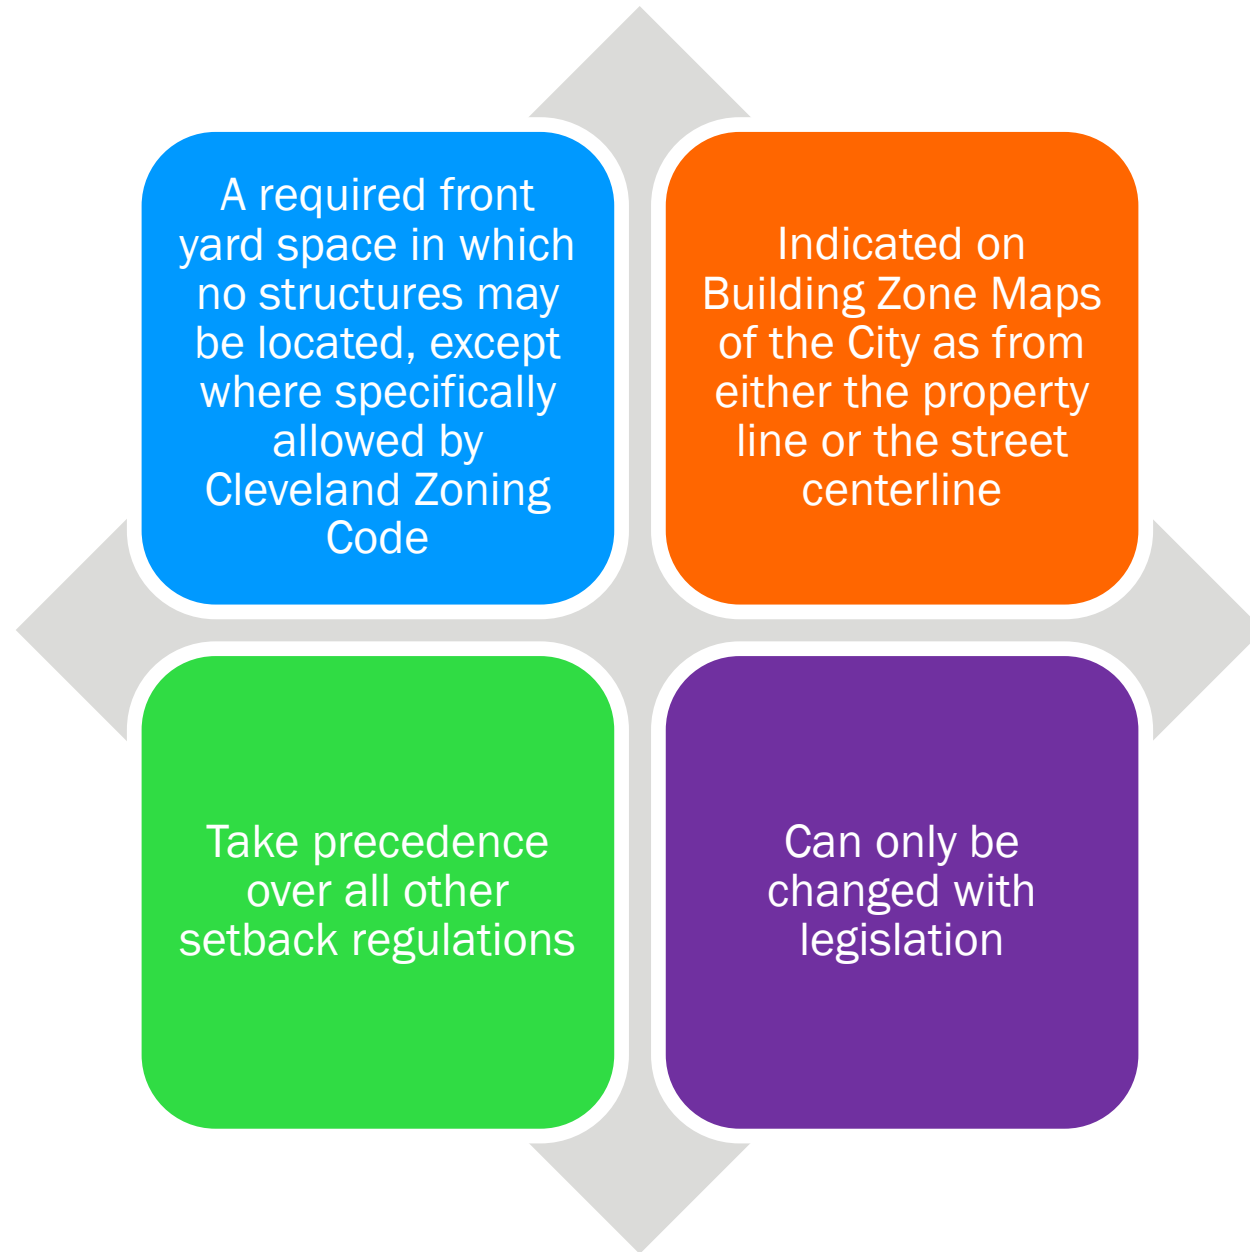 A required front
yard space in which
no structures may
be located, except
where specifically
allowed by
Cleveland Zoning
Code
Indicated on
Building Zone Maps
of the City as from
either the property
line or the street
centerline
Take precedence
over all other
setback regulations
Can only be
changed with
legislation